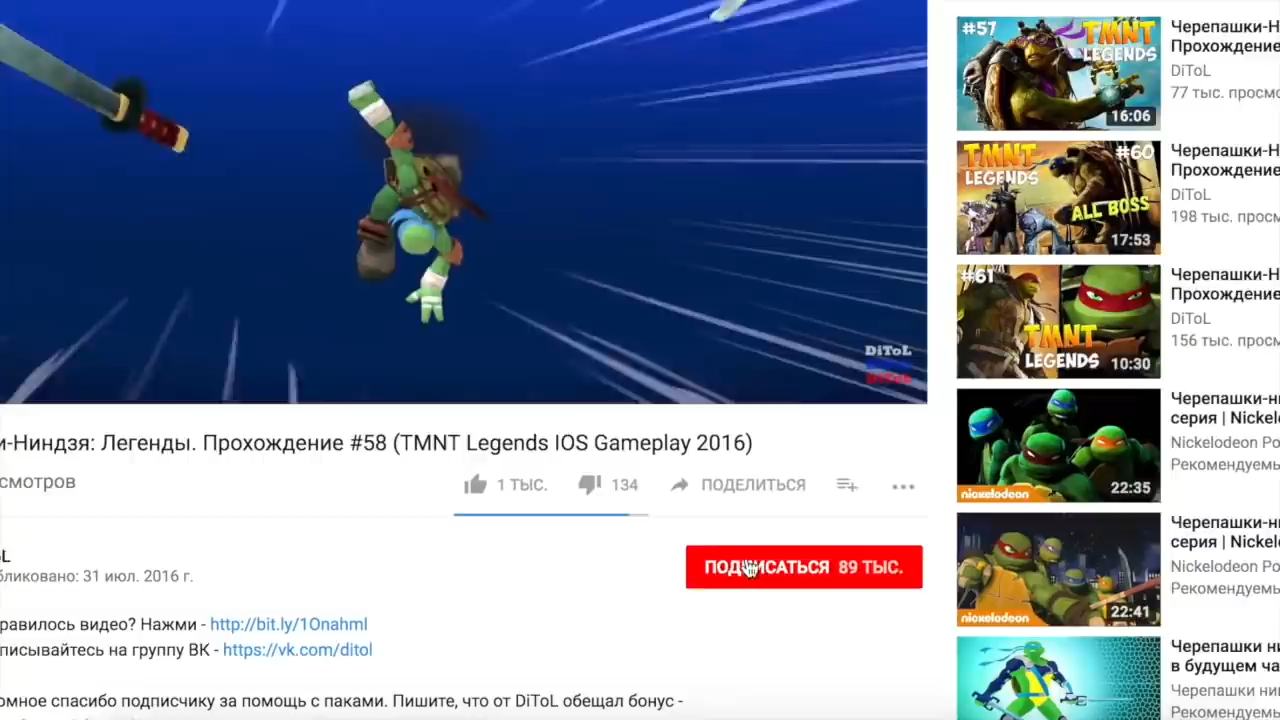 DiToL
DiToL
и-Ниндзя: Легенды. Прохождение #58 (TMNT Legends IOS Gameplay 2016)
смотров
1 ТЫС.
134
ПОДЕЛИТЬСЯ
L
бликовано: 31 июл. 2016 г.
ПОДПИСАТЬСЯ 89 ТЫС.
равилось видео? Нажми - http://bit.ly/1Onahml
писывайтесь на группу ВК - https://vk.com/ditol
омное спасибо подписчику за помощь с паками. Пишите, что от DiToL обещал бонус -
#57
TMNT
LEGENDS
16:06
Черепашки-Н
Прохождение
DiToL
77 тыс. просмо
TMNT
LEGENDS
#60
ALL BOSS
17:53
Черепашки-Н
Прохождение
DiToL
198 тыс. просм
#61
TMNT
LEGENDS
10:30
Черепашки-Н
Прохождение
DiToL
156 тыс. просм
nickelodeon
22:35
Черепашки-ни
серия | Nickel
Nickelodeon Ро
Рекомендуемы
nickelodeon
22:41
Черепашки-ни
серия | Nickel
Nickelodeon Ро
Рекомендуемы
Черепашки ни
в будущем ча
Черепашки нин
Рекомендуемы